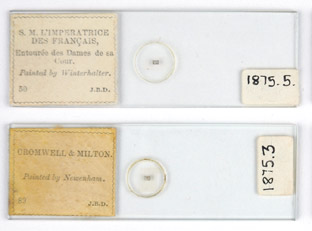 S. M. L'IMPERATRICE
DES FRANÇAIS,
Entourée des Dames de sa
Cour.
Painted by Winterhalter.
30 J.B.D.
1875.5.
CROMWELL & MILTON.
Painted by Newenham.
J.B.D.
1875.3